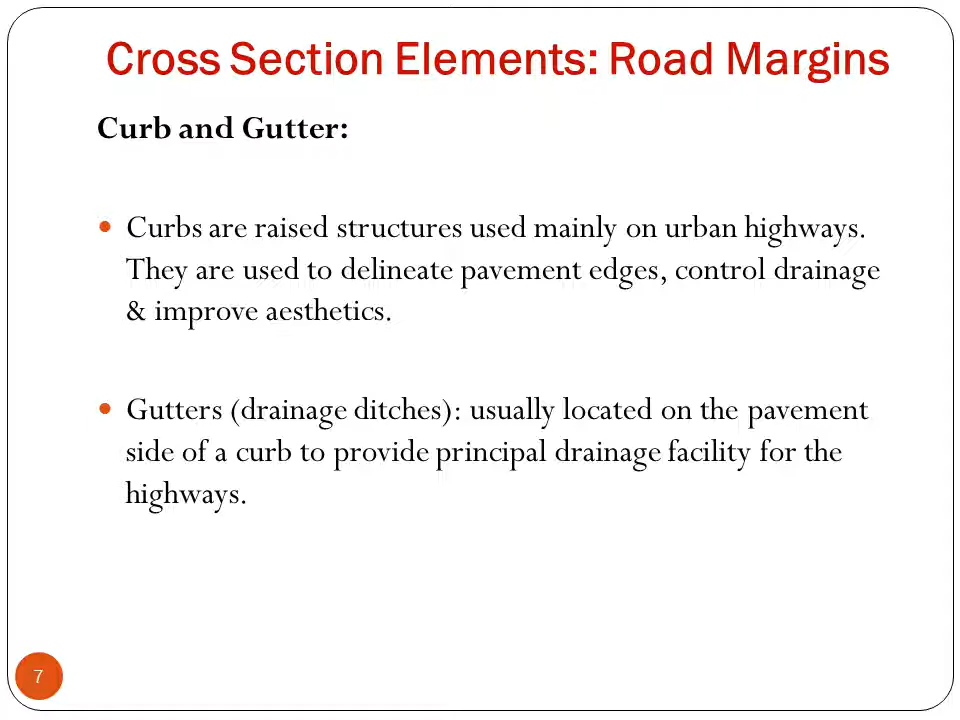 Cross Section Elements: Road Margins
Curb and Gutter:
• Curbs are raised structures used mainly on urban highways.
They are used to delineate pavement edges, control drainage
& improve aesthetics.
• Gutters (drainage ditches): usually located on the pavement
side of a curb to provide principal drainage facility for the
highways.
7